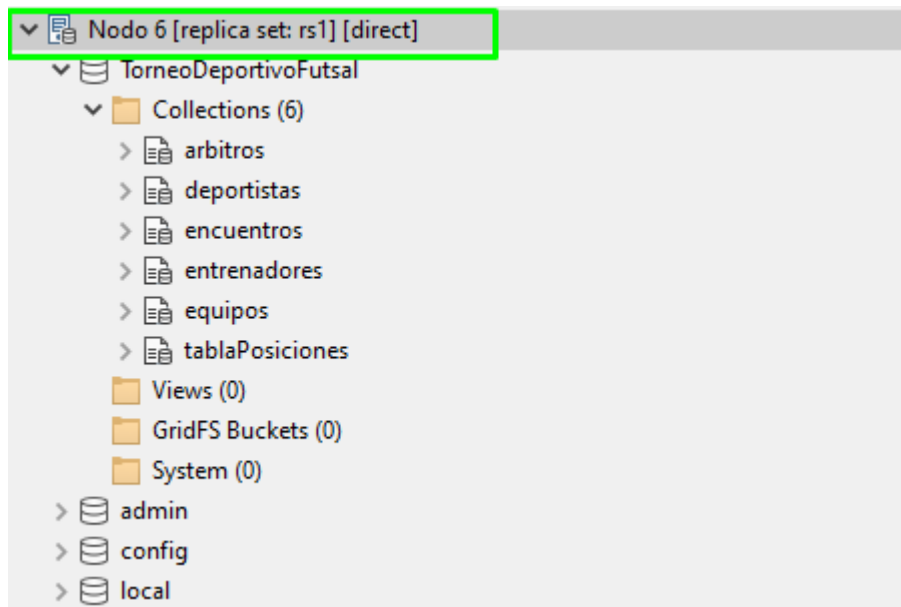 Nodo 6 [replica set: rs1] [direct]
TorneoDeportivoFutsal
Collections (6)
arbitros
deportistas
encuentros
entrenadores
equipos
tablaPosiciones
Views (0)
GridFS Buckets (0)
System (0)
admin
config
local